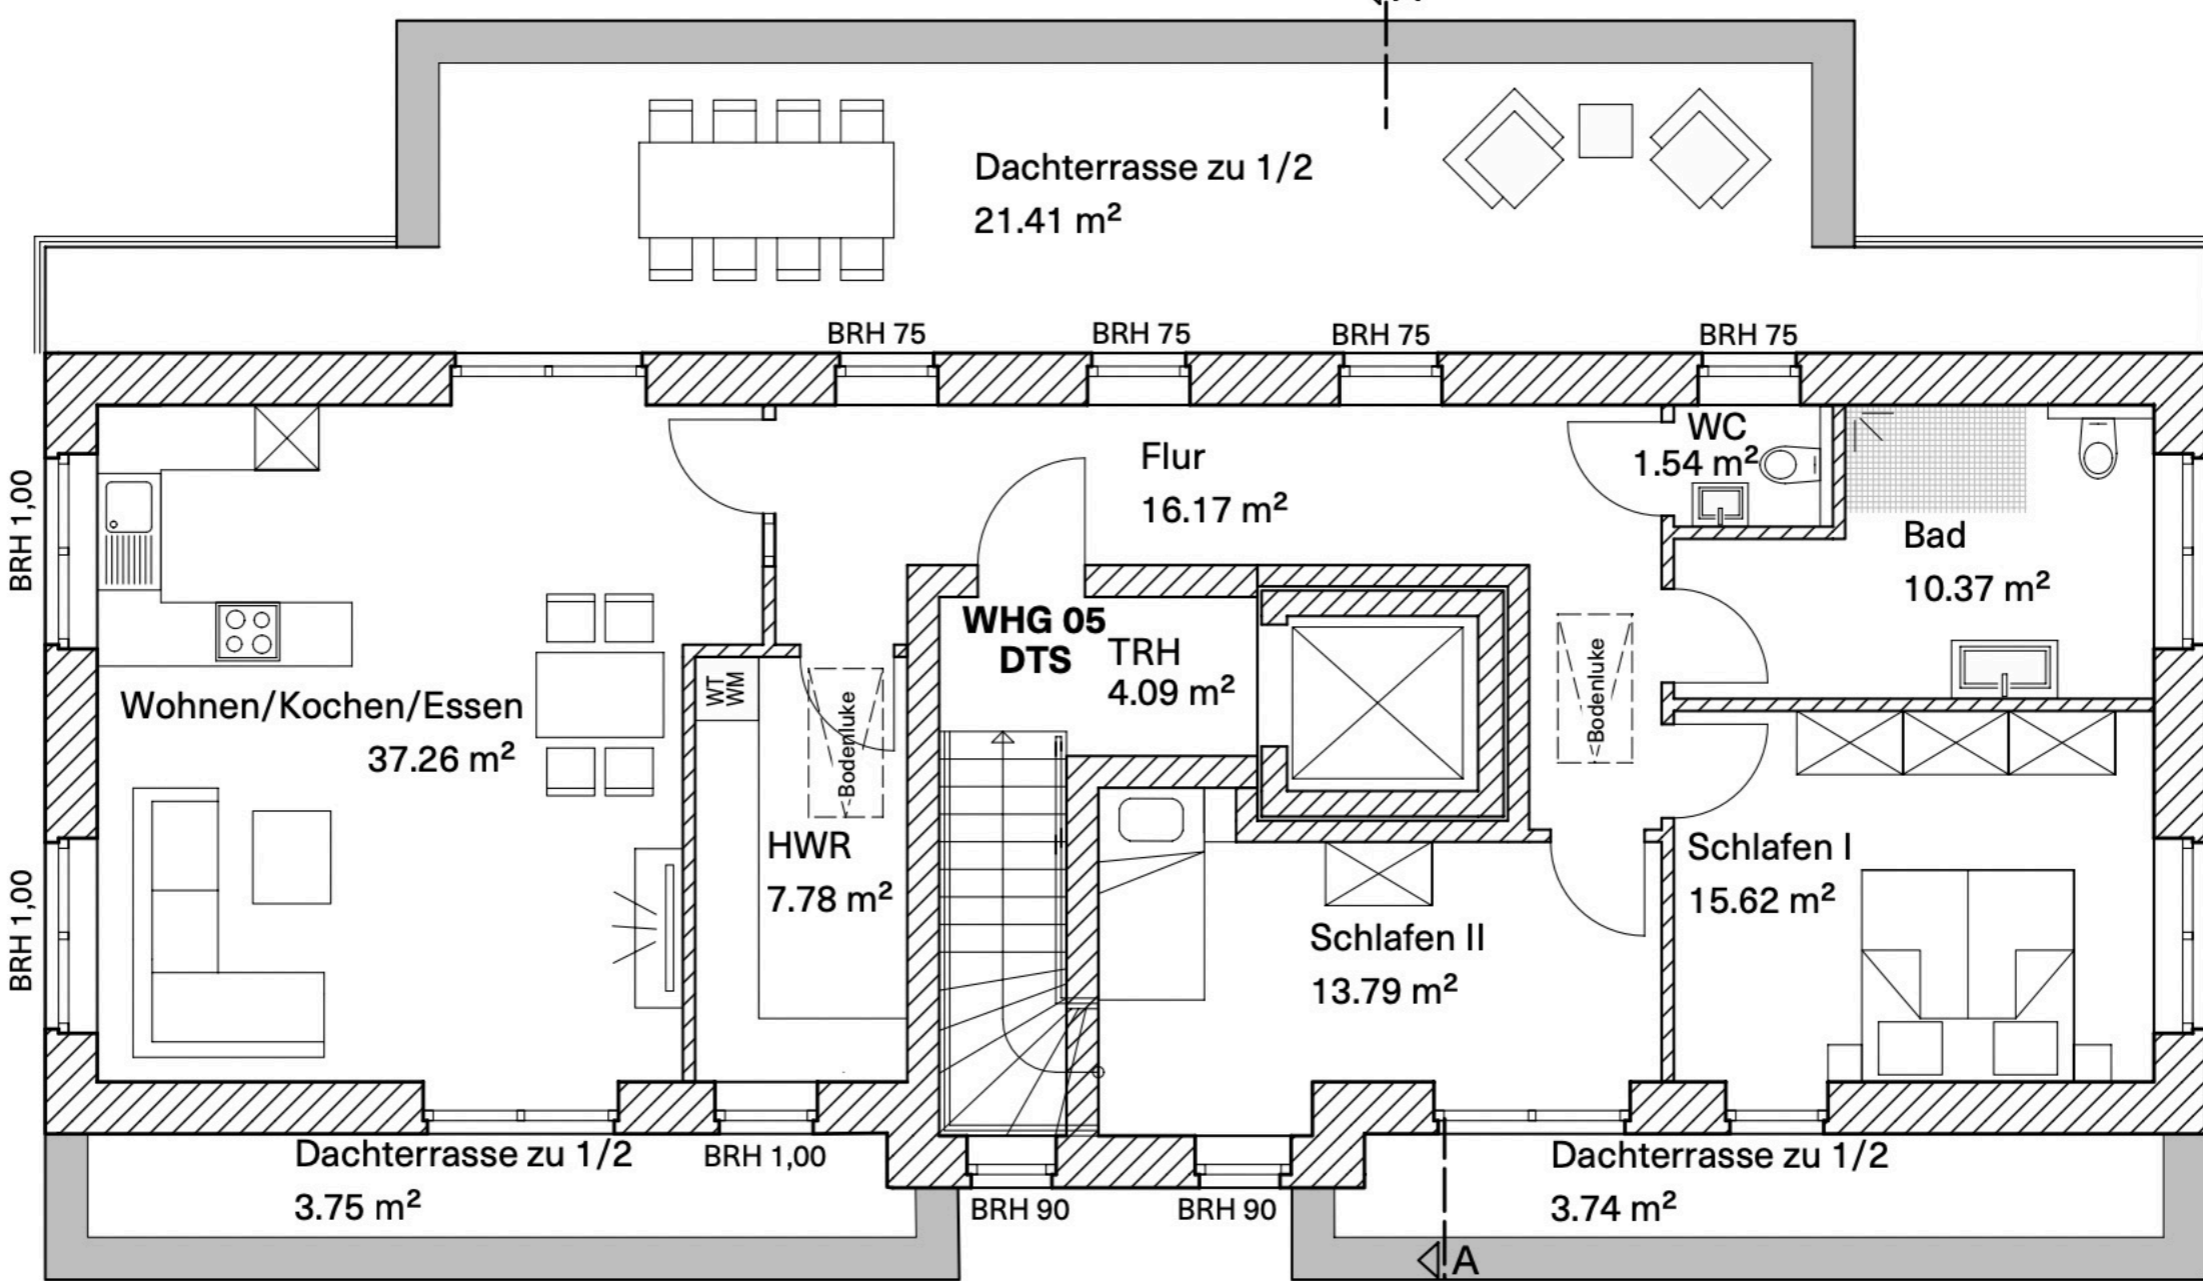 Dachterrasse zu 1/2
21.41 m²
BRH 75
BRH 75
BRH 75
BRH 75
BRH 1,00
WC
1.54 m²
Flur
16.17 m²
Bad
10.37 m²
WHG 05
DTS
TRH
4.09 m²
Bodenluke
WT
WM
Bodenluke
Wohnen/Kochen/Essen
37.26 m²
HWR
7.78 m²
BRH 1,00
Schlafen I
15.62 m²
Schlafen II
13.79 m²
Dachterrasse zu 1/2
3.75 m²
BRH 1,00
BRH 90
BRH 90
Dachterrasse zu 1/2
3.74 m²
A